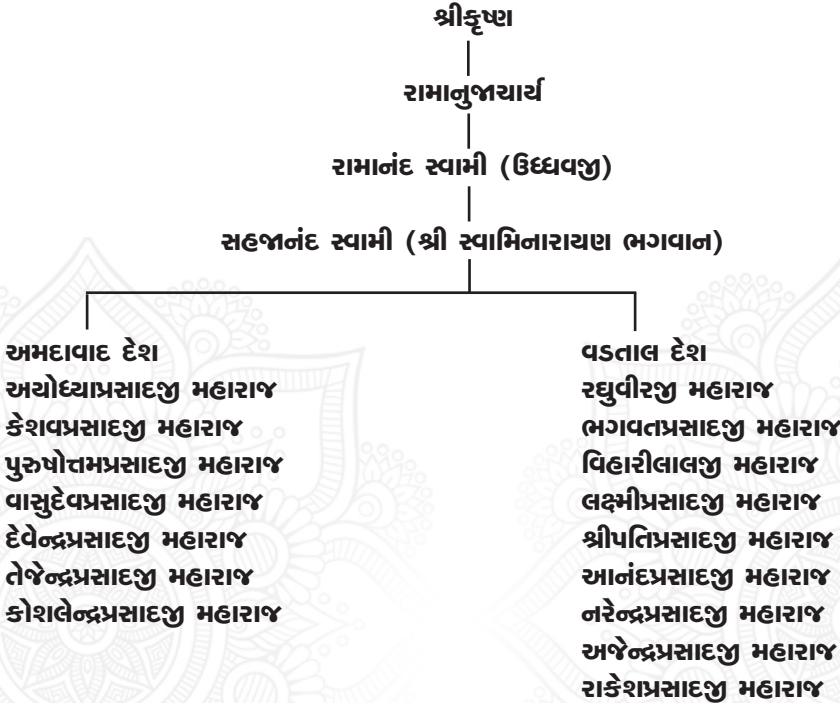 શ્રીકૃષ્ણ
રામાનુજાચાર્ય
રામાનંદ સ્વામી (ઉધ્ધવજી)
સહજાનંદ સ્વામી (શ્રી સ્વામિનારાયણ ભગવાન)
અમદાવાદ દેશ
અયોધ્યાપ્રસાદજી મહારાજ
કેશવપ્રસાદજી મહારાજ
પુરુષોત્તમપ્રસાદજી મહારાજ
વાસુદેવપ્રસાદજી મહારાજ
દેવેન્દ્રપ્રસાદજી મહારાજ
તેજેન્દ્રપ્રસાદજી મહારાજ
કોશલેન્દ્રપ્રસાદજી મહારાજ
વડતાલ દેશ
રઘુવીરજી મહારાજ
ભગવતપ્રસાદજી મહારાજ
વિહારીલાલજી મહારાજ
લક્ષ્મીપ્રસાદજી મહારાજ
શ્રીપતિપ્રસાદજી મહારાજ
આનંદપ્રસાદજી મહારાજ
નરેન્દ્રપ્રસાદજી મહારાજ
અજેન્દ્રપ્રસાદજી મહારાજ
રાકેશપ્રસાદજી મહારાજ